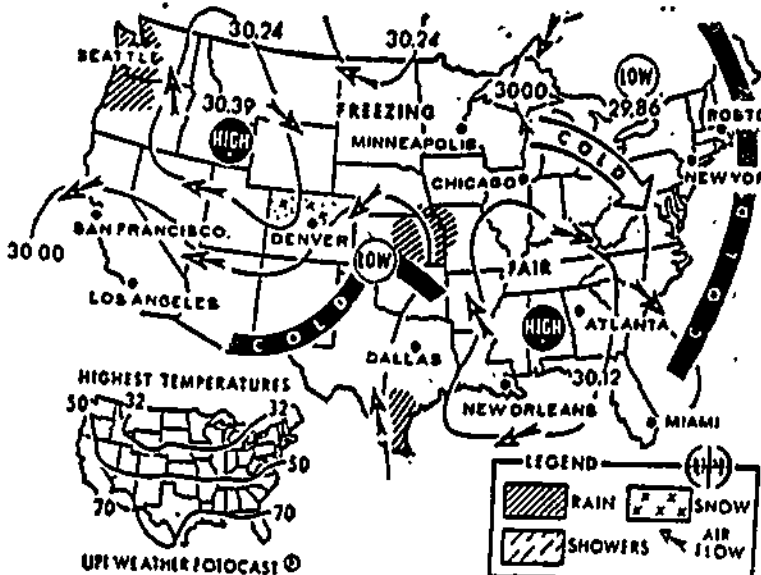 30.24
30.24
SEATTLE
LOW
3000
29.86
30.39
FREEZING
HIGH
MINNEAPOLIS
COLD
CHICAGO
NEW YOR
SAN FRANCISCO
DENVER
30 00
LOW
FAIR
COLD
LOS ANGELES
COLD
HIGH
ATLANTA
DALLAS
30.12
HIGHEST TEMPERATURES
NEW ORLEANS
MIAMI
50
32
32
50
70
70
LEGEND
RAIN
SNOW
SHOWERS
AIR
FLOW
UPI WEATHER FOTOCAST ®